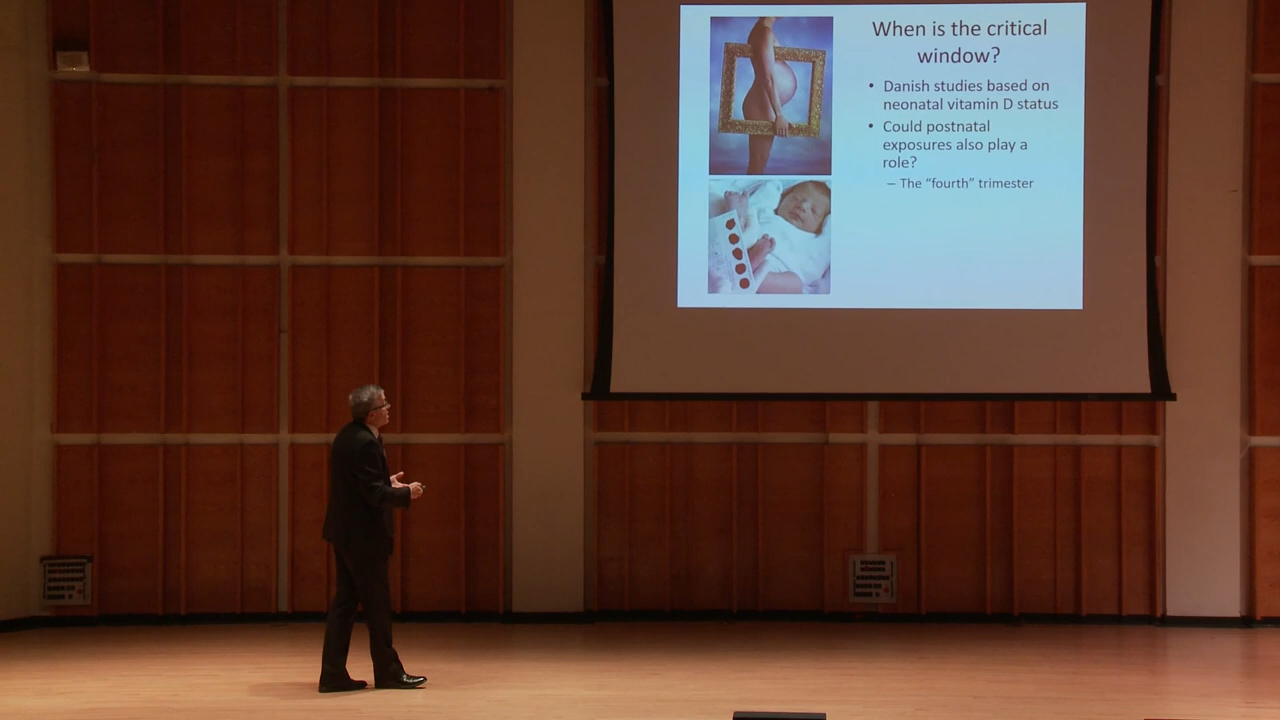 When is the critical
window?
• Danish studies based on
neonatal vitamin D status
• Could postnatal
exposures also play a
role?
– The “fourth” trimester